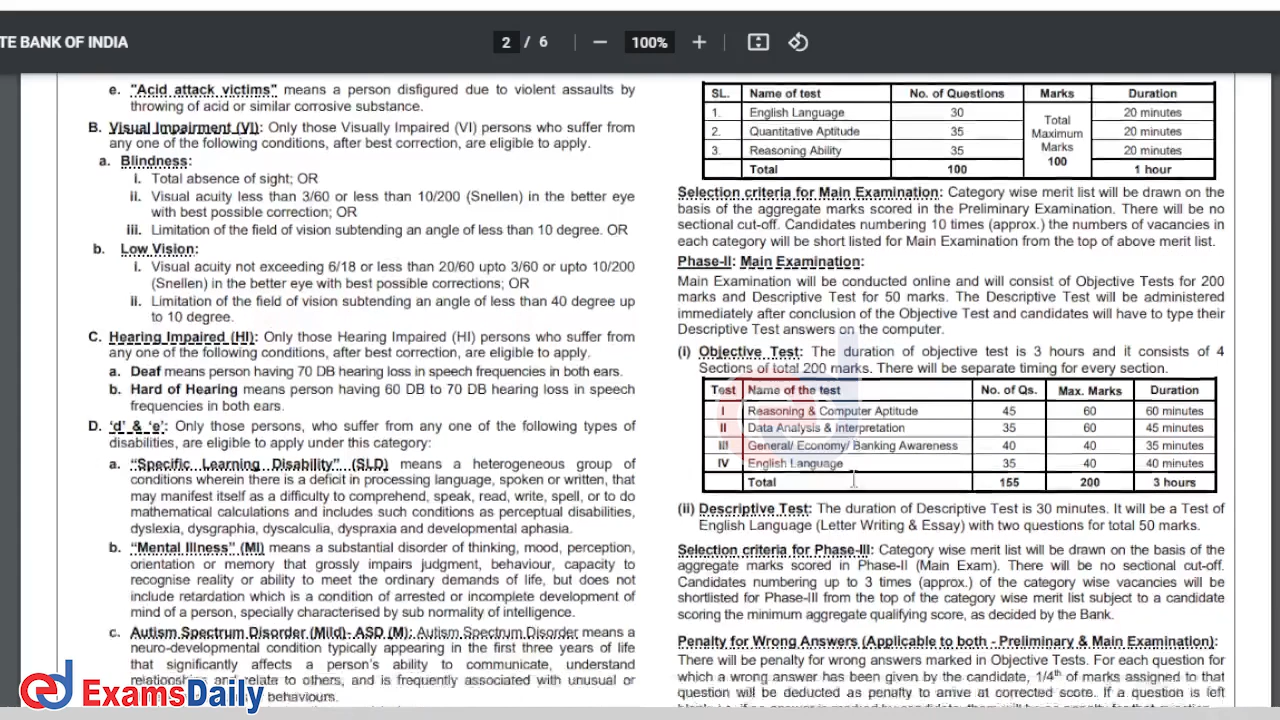 TE BANK OF INDIA
2 / 6
100%
e. "Acid attack victims" means a person disfigured due to violent assaults by
throwing of acid or similar corrosive substance.
B. Visual Impairment (VI): Only those Visually Impaired (VI) persons who suffer from
any one of the following conditions, after best correction, are eligible to apply.
a. Blindness:
i. Total absence of sight; OR
ii. Visual acuity less than 3/60 or less than 10/200 (Snellen) in the better eye
with best possible correction; OR
iii. Limitation of the field of vision subtending an angle of less than 10 degree. OR
b. Low Vision:
i. Visual acuity not exceeding 6/18 or less than 20/60 upto 3/60 or upto 10/200
(Snellen) in the better eye with best possible corrections; OR
ii. Limitation of the field of vision subtending an angle of less than 40 degree up
to 10 degree.
C. Hearing Impaired (HI): Only those Hearing Impaired (HI) persons who suffer from
any one of the following conditions, after best correction, are eligible to apply.
a. Deaf means person having 70 DB hearing loss in speech frequencies in both ears.
b. Hard of Hearing means person having 60 DB to 70 DB hearing loss in speech
frequencies in both ears.
D. 'd' & 'e': Only those persons, who suffer from any one of the following types of
disabilities, are eligible to apply under this category:
a. "Specific Learning Disability" (SLD) means a heterogeneous group of
conditions wherein there is a deficit in processing language, spoken or written, that
may manifest itself as a difficulty to comprehend, speak, read, write, spell, or to do
mathematical calculations and includes such conditions as perceptual disabilities,
dyslexia, dysgraphia, dyscalculia, dyspraxia and developmental aphasia.
b. "Mental Illness" (MI) means a substantial disorder of thinking, mood, perception,
orientation or memory that grossly impairs judgment, behaviour, capacity to
recognise reality or ability to meet the ordinary demands of life, but does not
include retardation which is a condition of arrested or incomplete development of
mind of a person, specially characterised by sub normality of intelligence.
c. Autism Spectrum Disorder (Mild)- ASD (M): Autism Spectrum Disorder means a
neuro-developmental condition typically appearing in the first three years of life
that significantly affects a person's ability to communicate, understand
relationships and relate to others, and is frequently associated with unusual or
behaviours.
SL. Name of test No. of Questions Marks Duration
1. English Language 30 Total Maximum Marks 100 20 minutes
2. Quantitative Aptitude 35 20 minutes
3. Reasoning Ability 35 20 minutes
Total 100 1 hour
Selection criteria for Main Examination: Category wise merit list will be drawn on the
basis of the aggregate marks scored in the Preliminary Examination. There will be no
sectional cut-off. Candidates numbering 10 times (approx.) the numbers of vacancies in
each category will be short listed for Main Examination from the top of above merit list.
Phase-II: Main Examination:
Main Examination will be conducted online and will consist of Objective Tests for 200
marks and Descriptive Test for 50 marks. The Descriptive Test will be administered
immediately after conclusion of the Objective Test and candidates will have to type their
Descriptive Test answers on the computer.
(i) Objective Test: The duration of objective test is 3 hours and it consists of 4
Sections of total 200 marks. There will be separate timing for every section.
Test Name of the test No. of Qs. Max. Marks Duration
I Reasoning & Computer Aptitude 45 60 60 minutes
II Data Analysis & Interpretation 35 60 45 minutes
III General/ Economy/ Banking Awareness 40 40 35 minutes
IV English Language 35 40 40 minutes
Total 155 200 3 hours
(ii) Descriptive Test: The duration of Descriptive Test is 30 minutes. It will be a Test of
English Language (Letter Writing & Essay) with two questions for total 50 marks.
Selection criteria for Phase-III: Category wise merit list will be drawn on the basis of the
aggregate marks scored in Phase-II (Main Exam). There will be no sectional cut-off.
Candidates numbering up to 3 times (approx.) of the category wise vacancies will be
shortlisted for Phase-III from the top of the category wise merit list subject to a candidate
scoring the minimum aggregate qualifying score, as decided by the Bank.
Penalty for Wrong Answers (Applicable to both - Preliminary & Main Examination):
There will be penalty for wrong answers marked in Objective Tests. For each question for
which a wrong answer has been given by the candidate, 1/4th of marks assigned to that
question will be deducted as penalty to arrive at corrected score. If a question is left
ExamsDaily